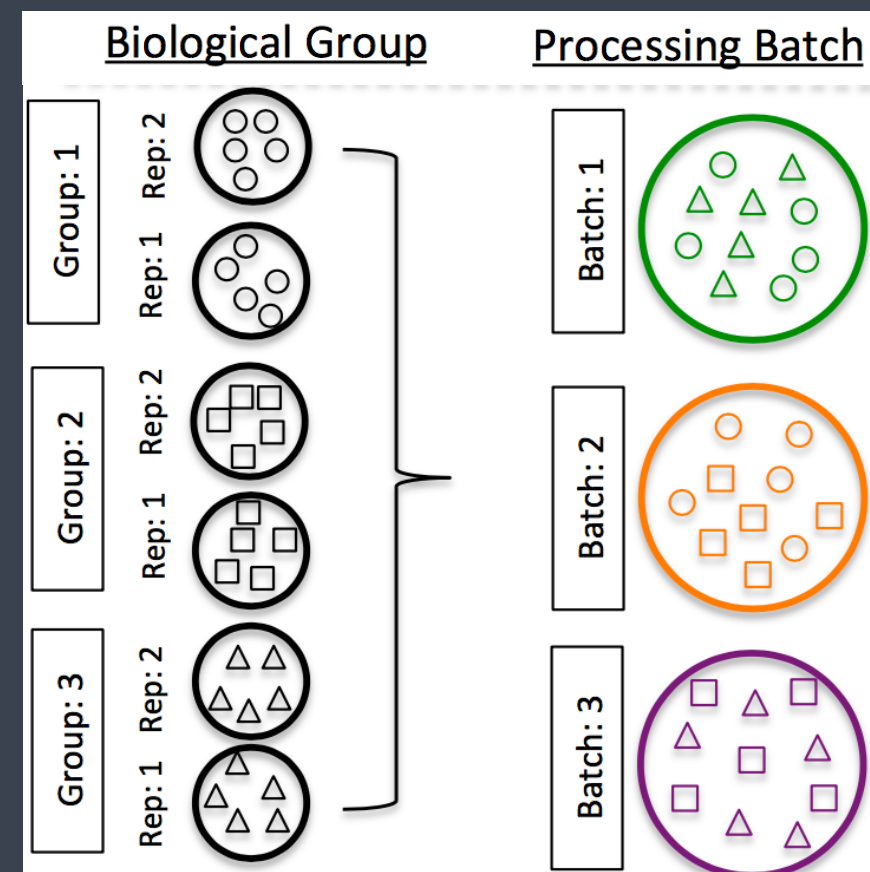 Biological Group
Processing Batch
Group: 1
Rep: 2
Rep: 1
Group: 2
Rep: 2
Rep: 1
Group: 3
Rep: 2
Rep: 1
Batch: 1
Batch: 2
Batch: 3